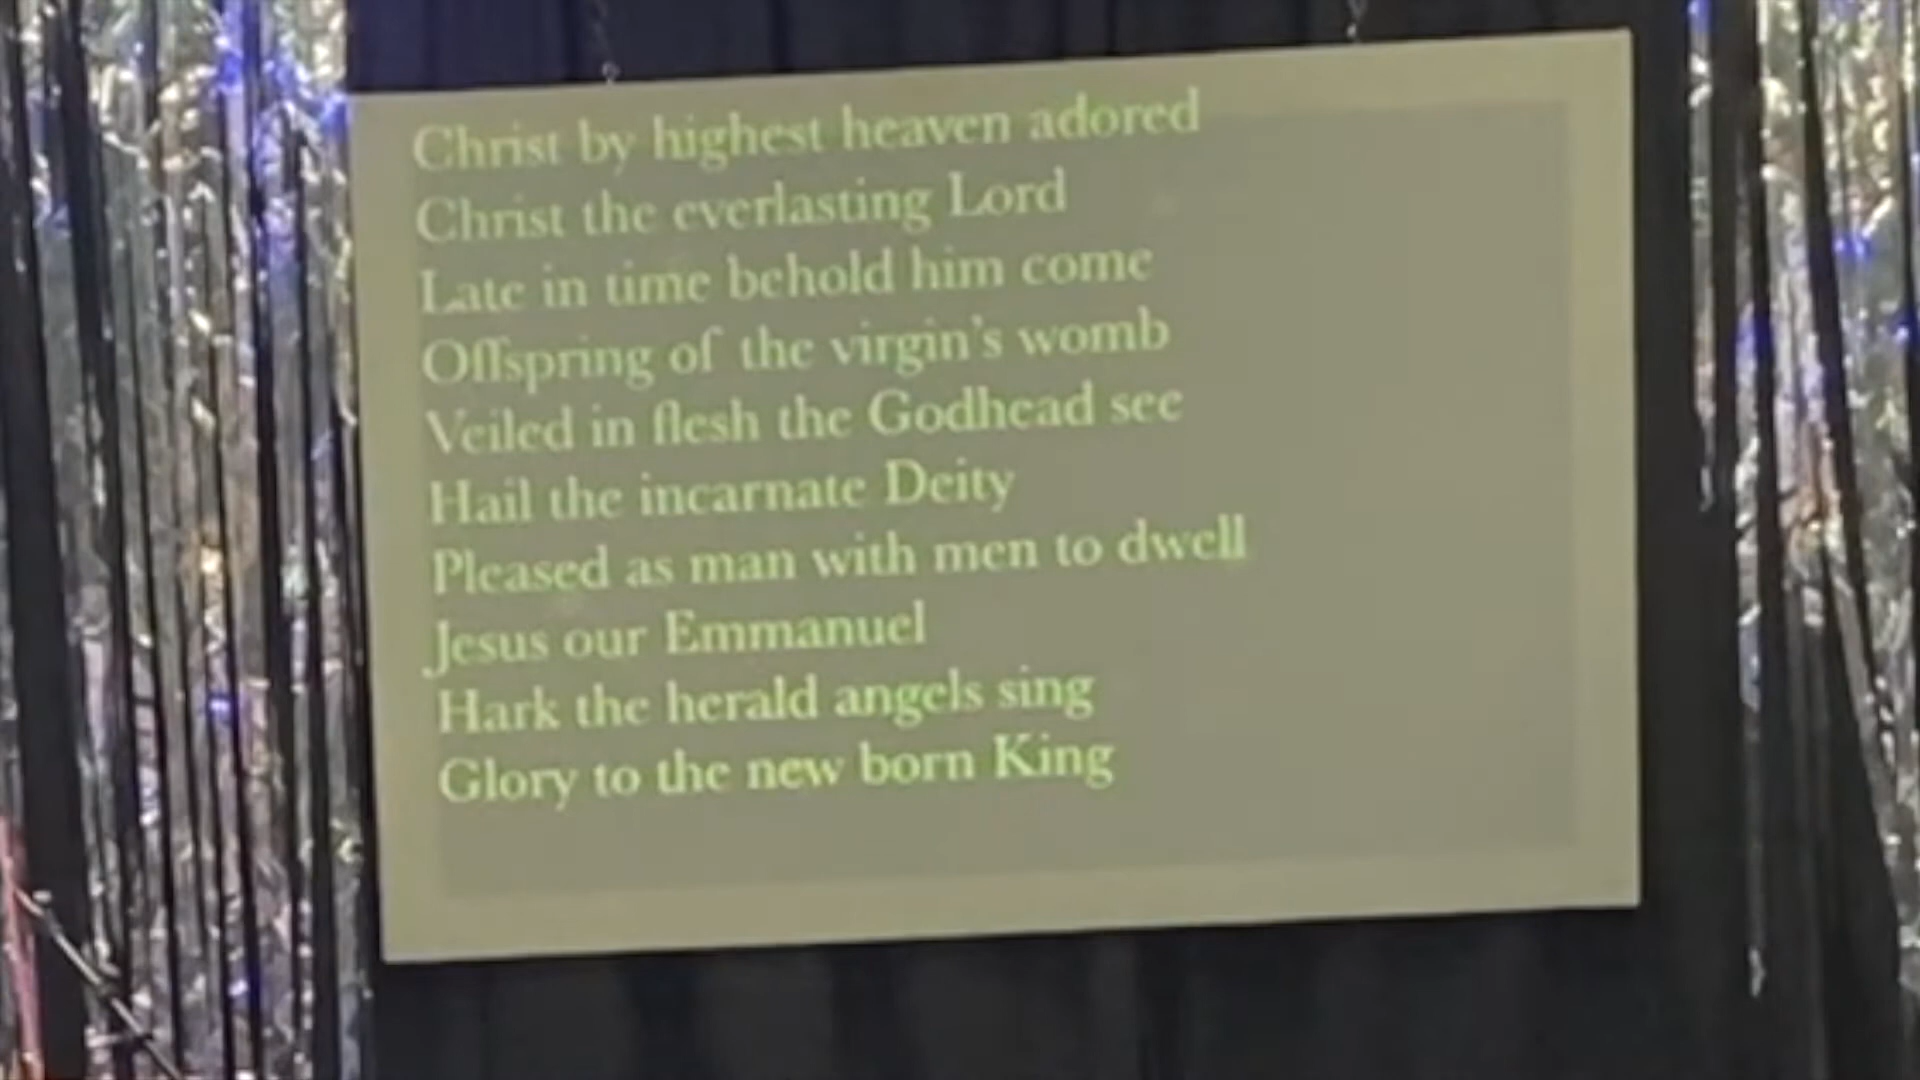 Christ by highest heaven adored
Christ the everlasting Lord
Late in time behold him come
Offspring of the virgin's womb
Veiled in flesh the Godhead see
Hail the incarnate Deity
Pleased as man with men to dwell
Jesus our Emmanuel
Hark the herald angels sing
Glory to the new born King